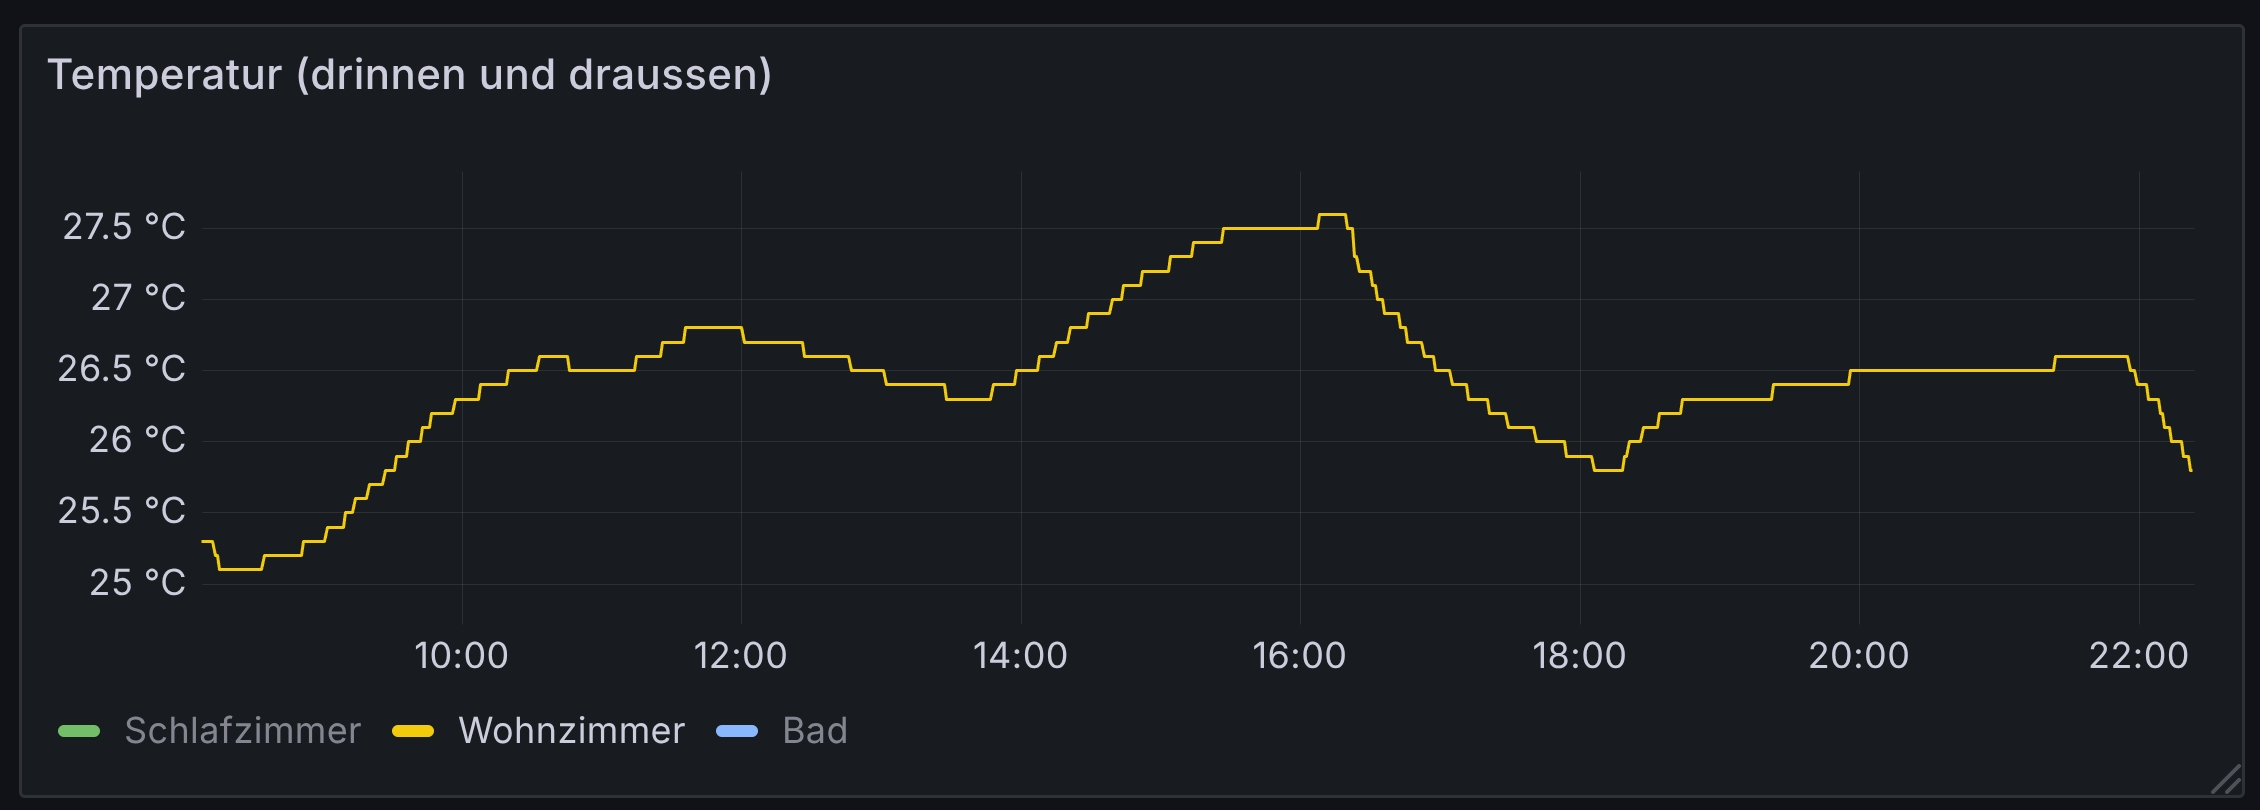 Temperatur (drinnen und draussen)
27.5 °C
27 °C
26.5 °C
26 °C
25.5 °C
25 °C
10:00 12:00 14:00 16:00 18:00 20:00 22:00
Schlafzimmer Wohnzimmer Bad